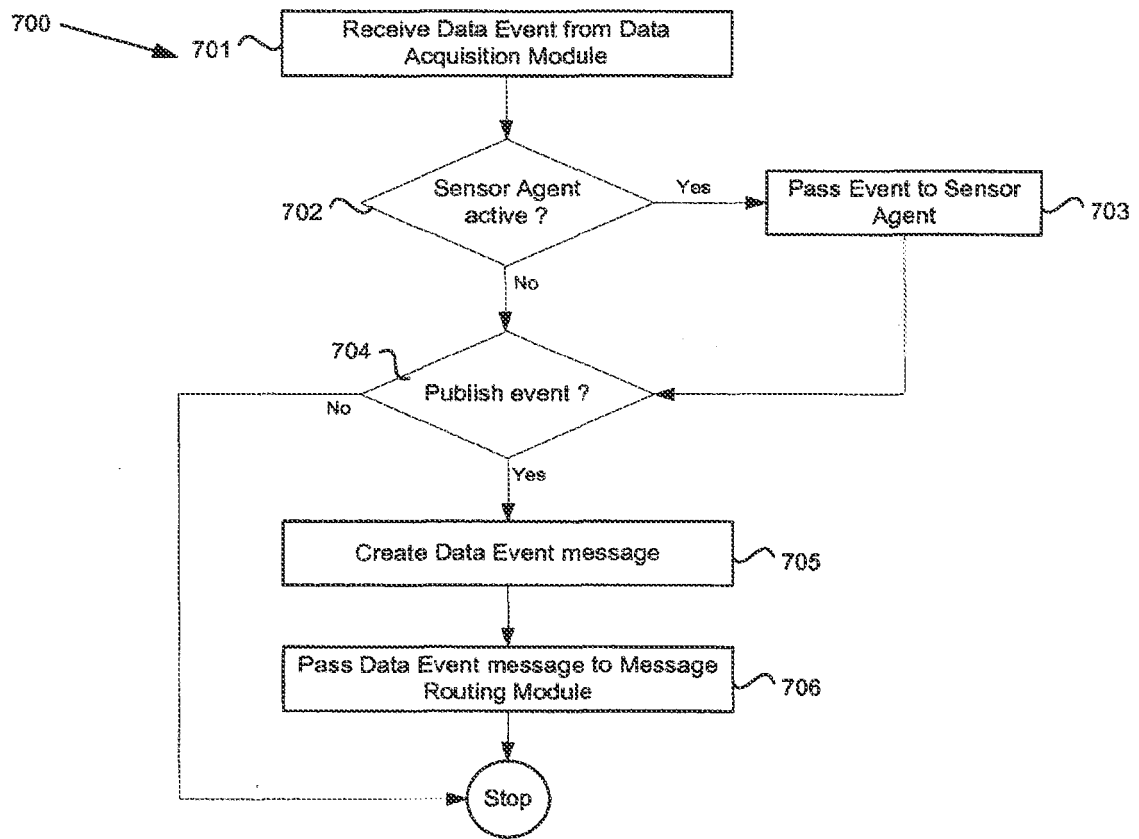 700
701
Receive Data Event from Data
Acquisition Module
702
Sensor Agent
active ?
Yes
Pass Event to Sensor
Agent
703
No
704
Publish event ?
No
Yes
Create Data Event message
705
Pass Data Event message to Message
Routing Module
706
Stop